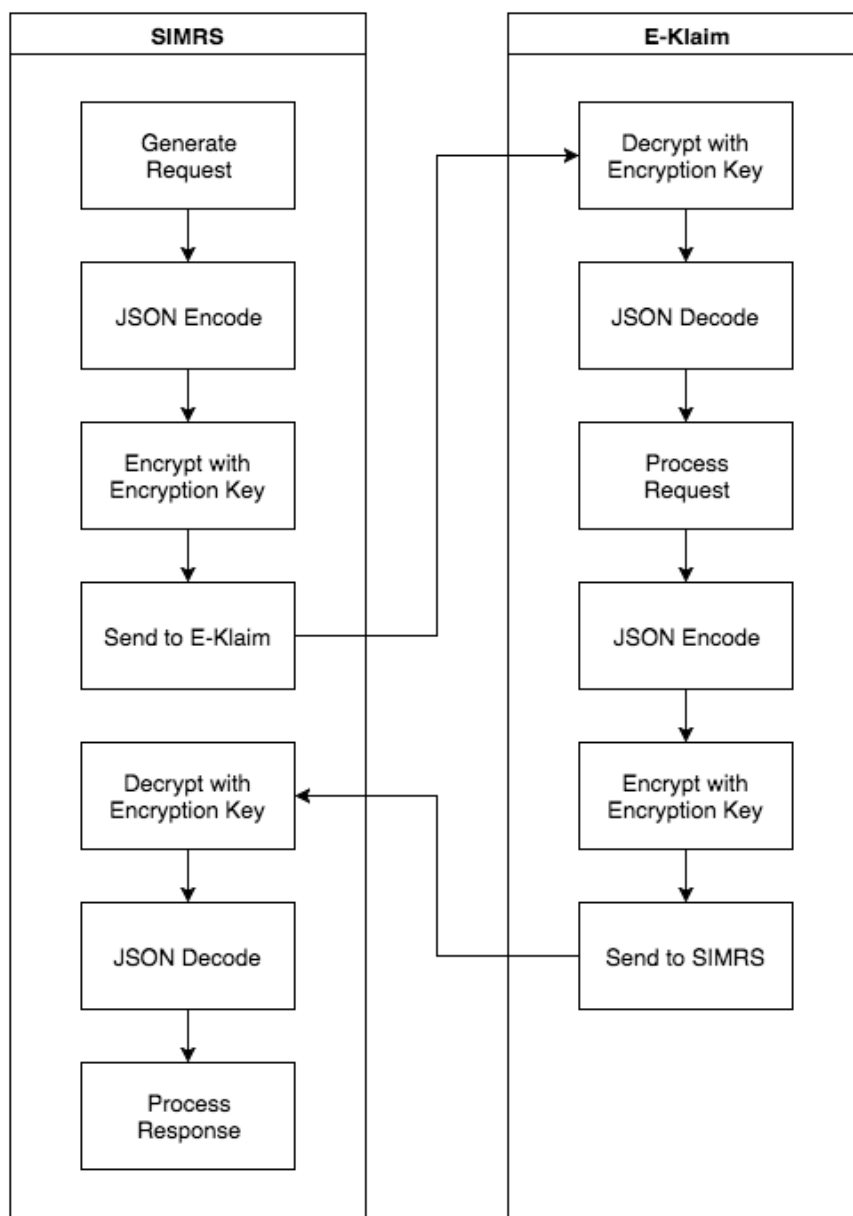 SIMRS
Generate
Request
JSON Encode
Encrypt with
Encryption Key
Send to E-Klaim
Decrypt with
Encryption Key
JSON Decode
Process
Response
E-Klaim
Decrypt with
Encryption Key
JSON Decode
Process
Request
JSON Encode
Encrypt with
Encryption Key
Send to SIMRS